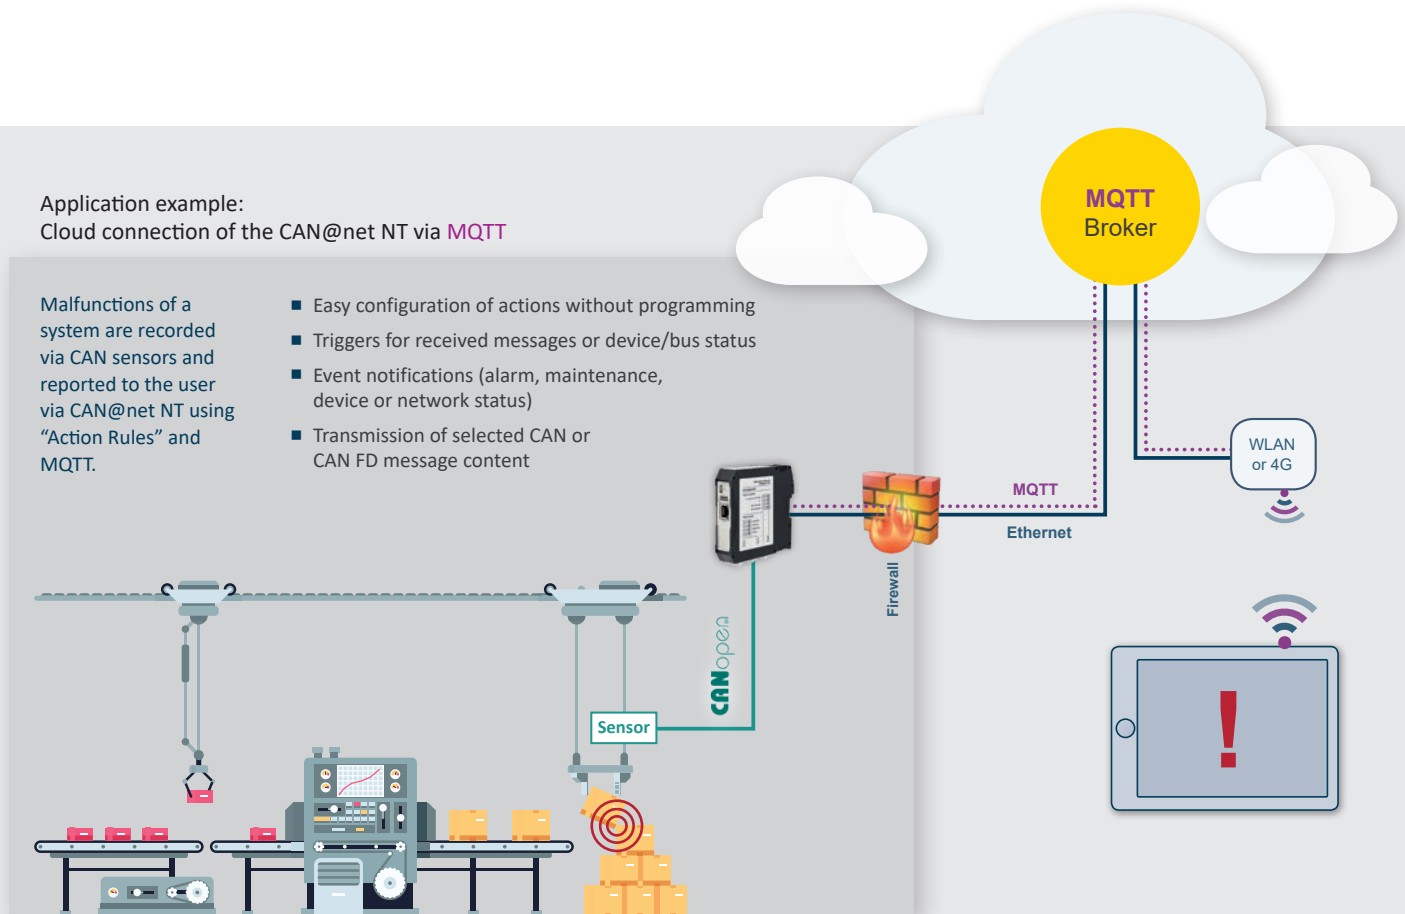 Application example:
Cloud connection of the CAN@net NT via MQTT
Malfunctions of a
system are recorded
via CAN sensors and
reported to the user
via CAN@net NT using
“Action Rules” and
MQTT.
■ Easy configuration of actions without programming
■ Triggers for received messages or device/bus status
■ Event notifications (alarm, maintenance,
device or network status)
■ Transmission of selected CAN or
CAN FD message content
MQTT
Broker
WLAN
or 4G
MQTT
Ethernet
Firewall
CANopen
Sensor
!